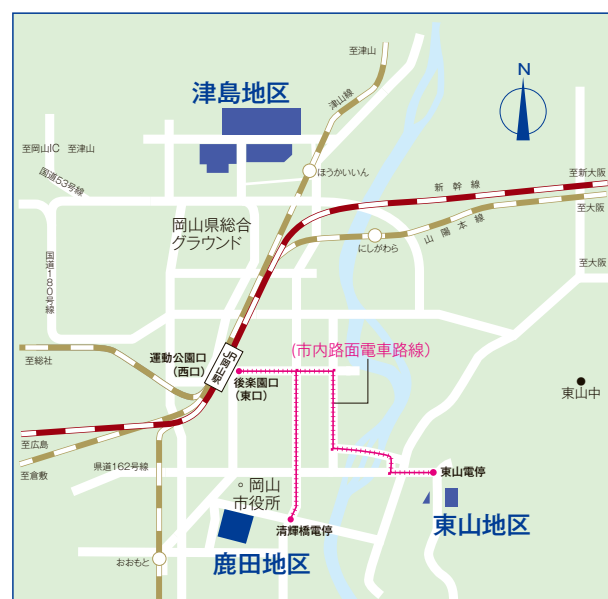 至津山
N
津島地区
津山線
至岡山IC 至津山
ほうかいいん
国道53号線
新幹線
至新大阪
至大阪
岡山県総合
グラウンド
にしがわら
山陽本線
国道180号線
至大阪
(市内路面電車路線)
至総社
運動公園口
(西口)
JR岡山駅
後楽園口
(東口)
東山中
至広島
至倉敷
県道162号線
東山電停
岡山
市役所
清輝橋電停
東山地区
おおもと
鹿田地区